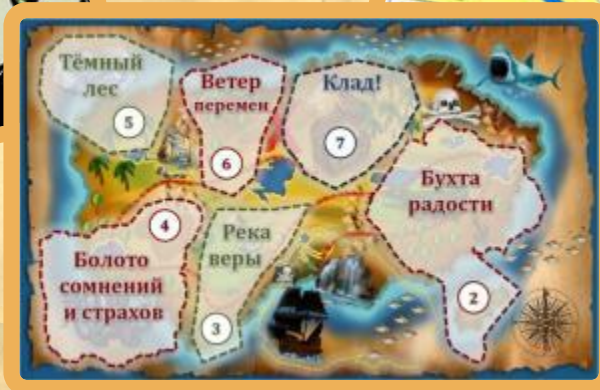 Тёмный
лес
5
Ветер
перемен
6
Клад!
7
Бухта
радости
2
Река
веры
3
4
Болото
сомнений
и страхов